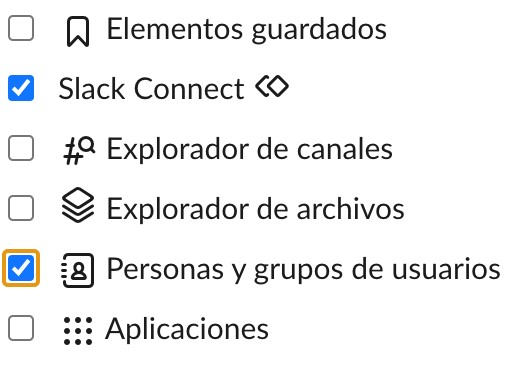 Elementos guardados
Slack Connect
Explorador de canales
Explorador de archivos
Personas y grupos de usuarios
Aplicaciones